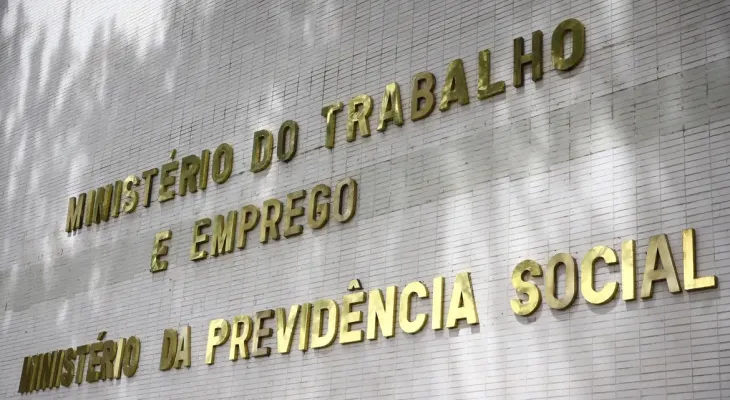 MINISTÉRIO DO TRABALHO
E EMPREGO
MINISTÉRIO DA PREVIDÊNCIA SOCIAL